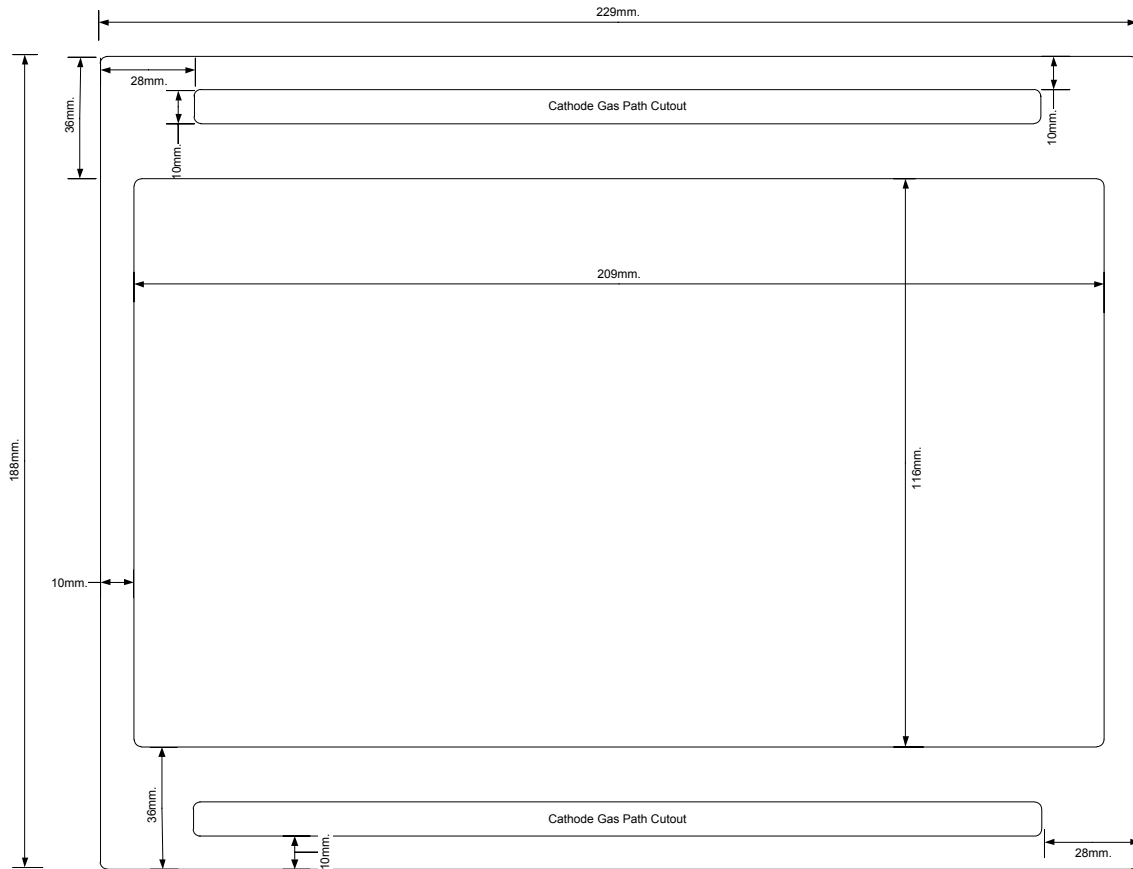 229mm.
28mm.
36mm.
10mm.
Cathode Gas Path Cutout
10mm.
209mm.
188mm.
116mm.
10mm.
36mm.
Cathode Gas Path Cutout
10mm.
28mm.